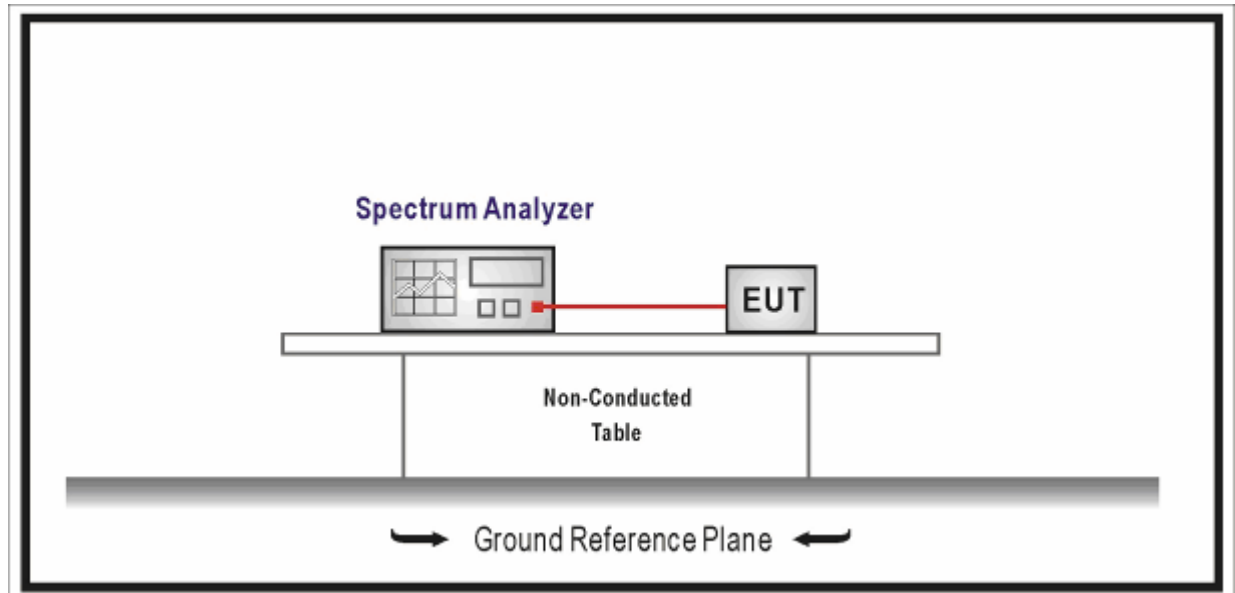 Spectrum Analyzer
EUT
Non-Conducted
Table
Ground Reference Plane